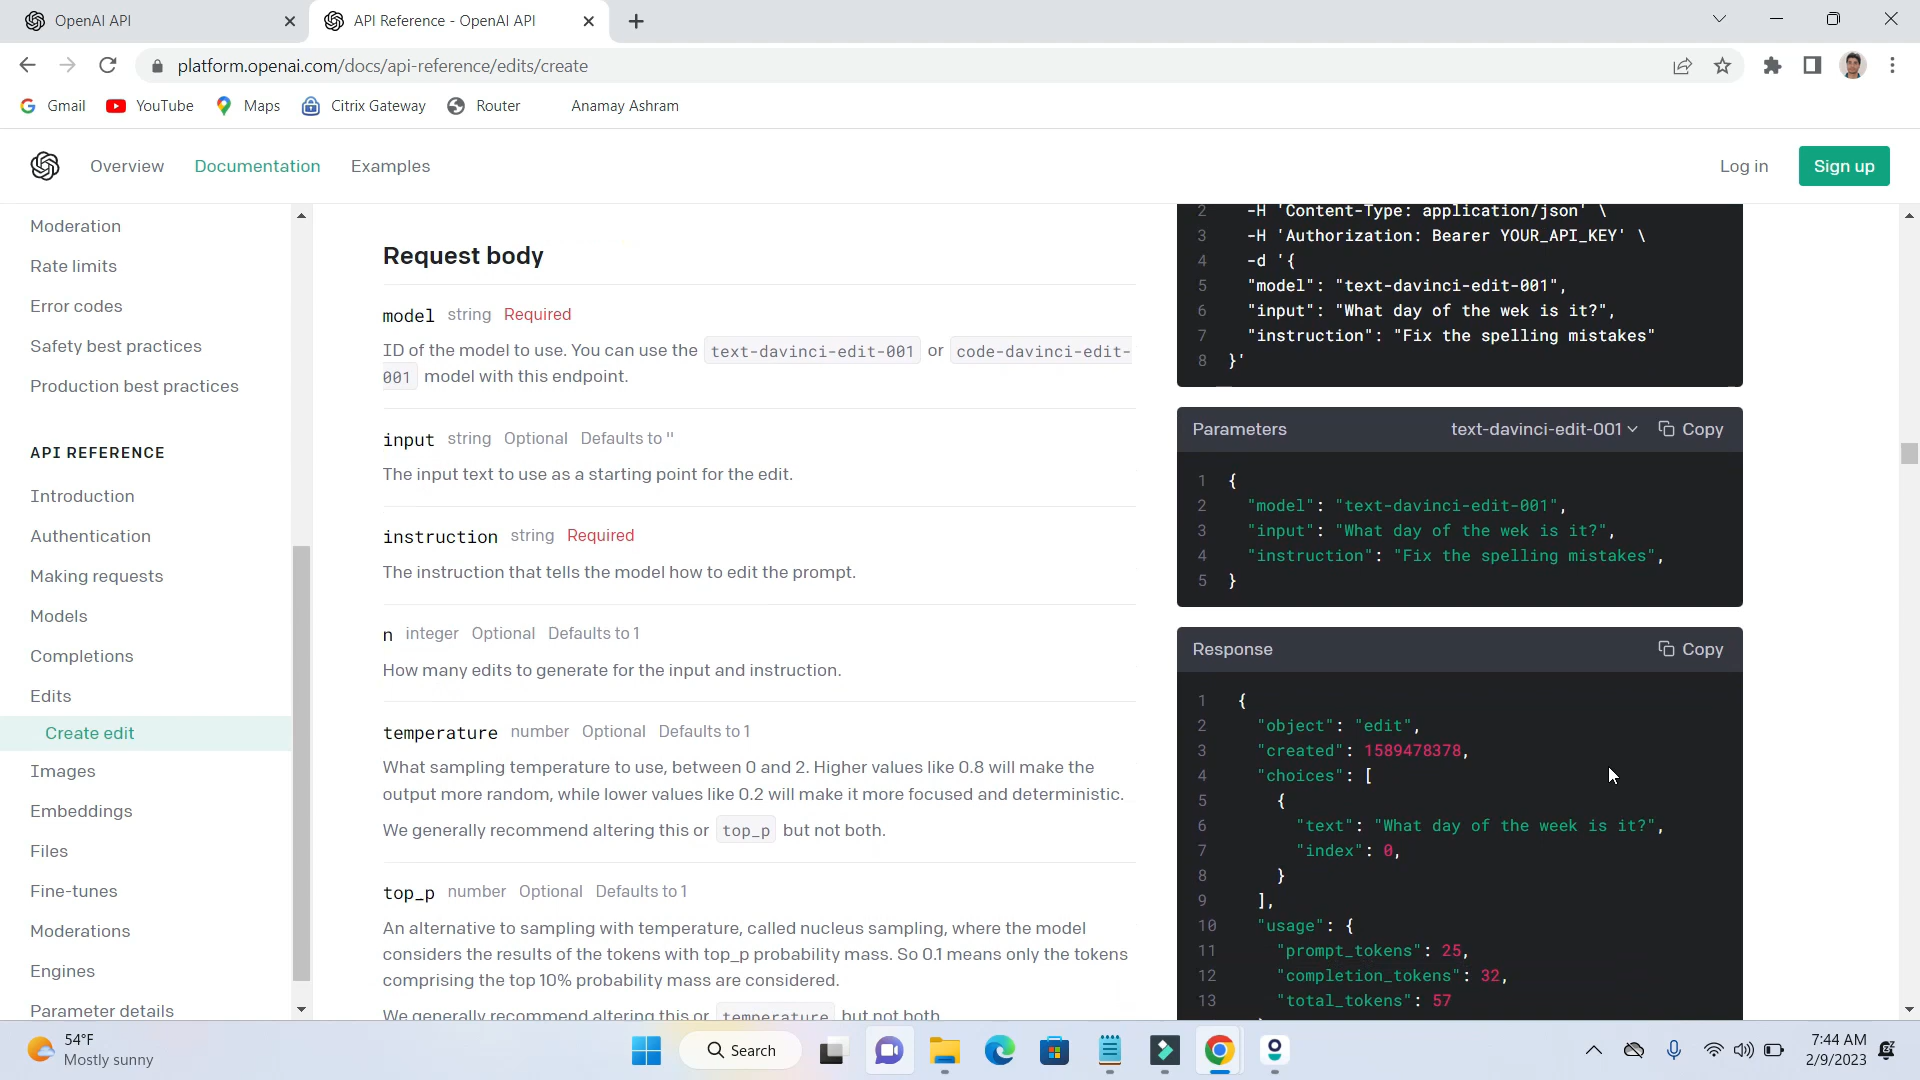 OpenAI API
API Reference - OpenAI API
platform.openai.com/docs/api-reference/edits/create
Gmail
YouTube
Maps
Citrix Gateway
Router
Anamay Ashram
Overview
Documentation
Examples
Log in
Sign up
Moderation
Rate limits
Error codes
Safety best practices
Production best practices
API REFERENCE
Introduction
Authentication
Making requests
Models
Completions
Edits
Create edit
Images
Embeddings
Files
Fine-tunes
Moderations
Engines
Parameter details
Request body
model string Required
ID of the model to use. You can use the text-davinci-edit-001 or code-davinci-edit-
001 model with this endpoint.
input string Optional Defaults to ''
The input text to use as a starting point for the edit.
instruction string Required
The instruction that tells the model how to edit the prompt.
n integer Optional Defaults to 1
How many edits to generate for the input and instruction.
temperature number Optional Defaults to 1
What sampling temperature to use, between 0 and 2. Higher values like 0.8 will make the
output more random, while lower values like 0.2 will make it more focused and deterministic.
We generally recommend altering this or top_p but not both.
top_p number Optional Defaults to 1
An alternative to sampling with temperature, called nucleus sampling, where the model
considers the results of the tokens with top_p probability mass. So 0.1 means only the tokens
comprising the top 10% probability mass are considered.
We generally recommend altering this or temperature but not both.
2 -H 'Content-Type: application/json' \
3 -H 'Authorization: Bearer YOUR_API_KEY' \
4 -d '{
5 "model": "text-davinci-edit-001",
6 "input": "What day of the wek is it?",
7 "instruction": "Fix the spelling mistakes"
8 }'
Parameters text-davinci-edit-001 Copy
1 {
2 "model": "text-davinci-edit-001",
3 "input": "What day of the wek is it?",
4 "instruction": "Fix the spelling mistakes",
5 }
Response Copy
1 {
2 "object": "edit",
3 "created": 1589478378,
4 "choices": [
5 {
6 "text": "What day of the week is it?",
7 "index": 0,
8 }
9 ],
10 "usage": {
11 "prompt_tokens": 25,
12 "completion_tokens": 32,
13 "total_tokens": 57
54°F
Mostly sunny
Search
7:44 AM
2/9/2023